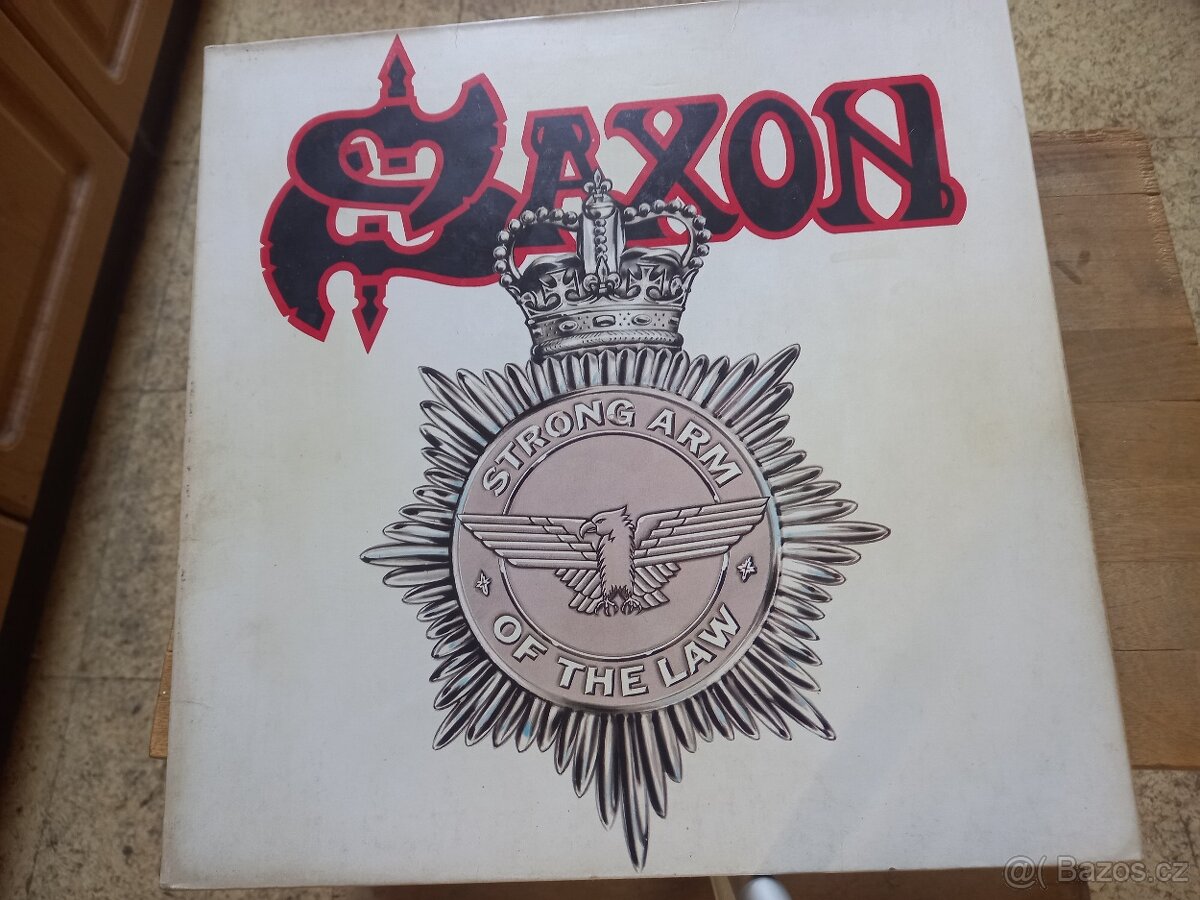 SAXON
STRONG ARM
OF THE LAW
@( Bazos.cz